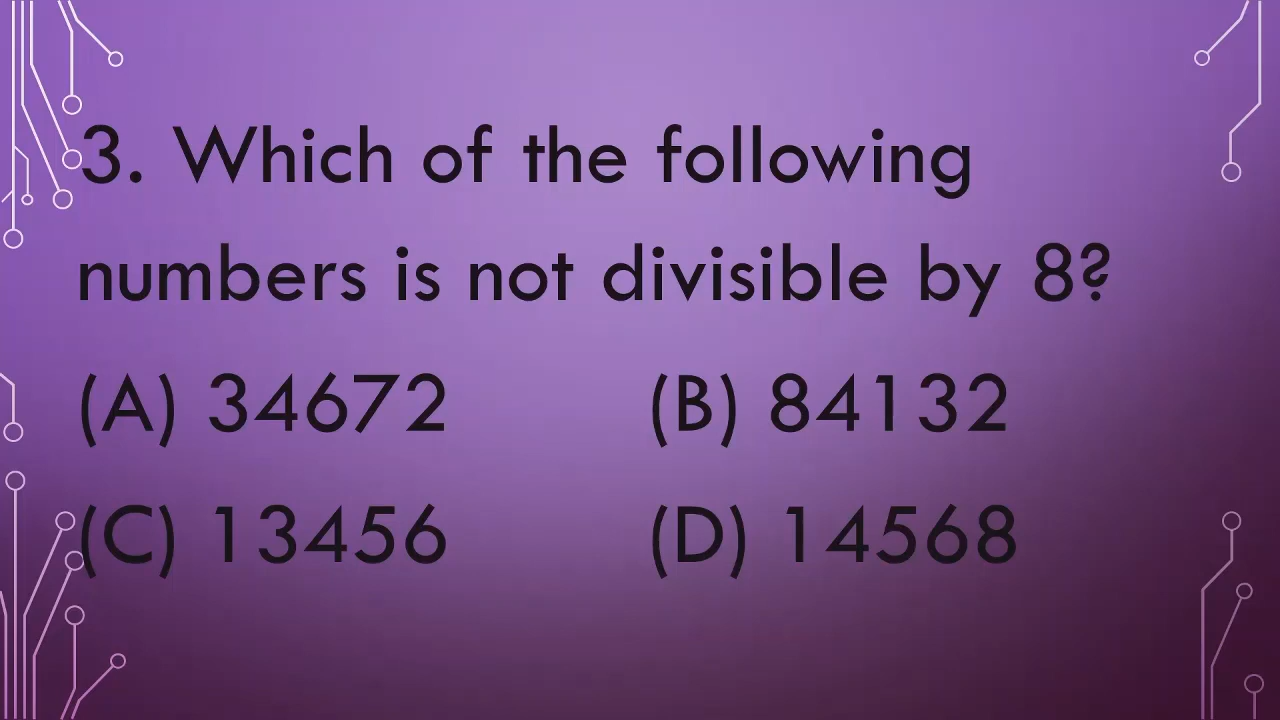 3. Which of the following
numbers is not divisible by 8?
(A) 34672 (B) 84132
(C) 13456 (D) 14568